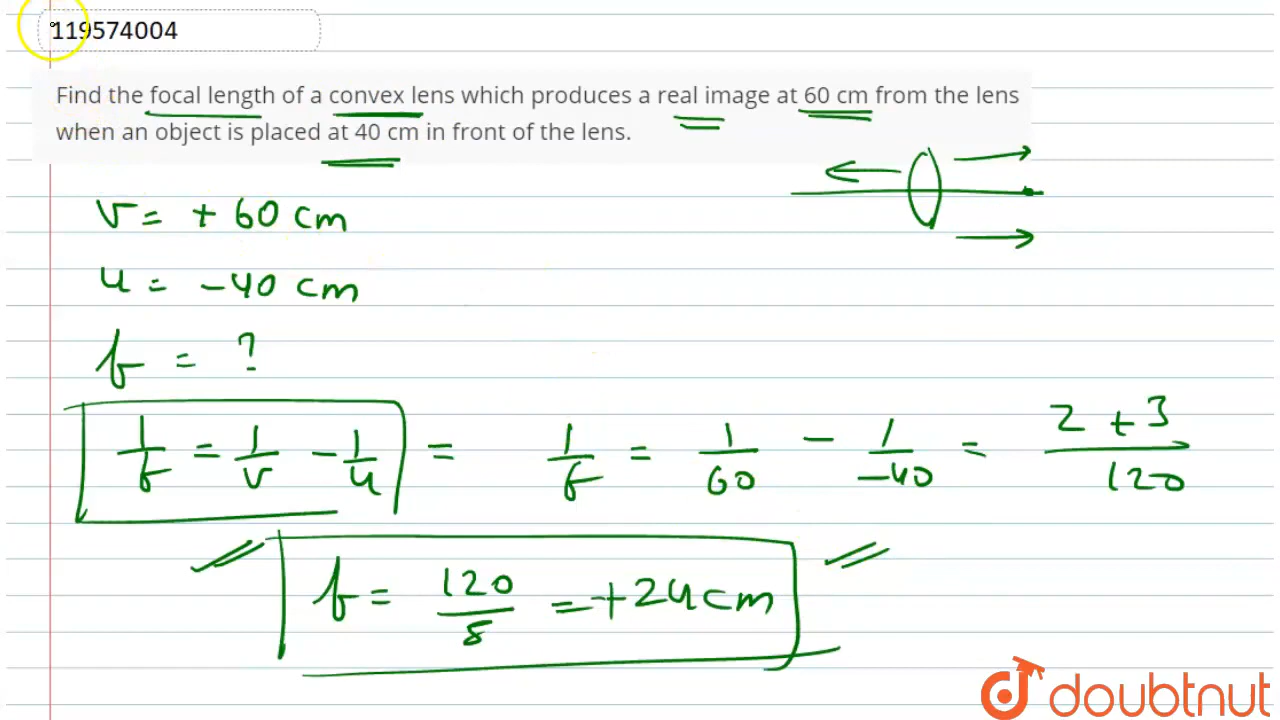 119574004
Find the focal length of a convex lens which produces a real image at 60 cm from the lens
when an object is placed at 40 cm in front of the lens.
v = + 60 cm
u = - 40 cm
f = ?
1/f = 1/v - 1/u = 1/f = 1/60 - 1/-40 = 2 + 3/120
f = 120/5 = + 24 cm
doubtnut